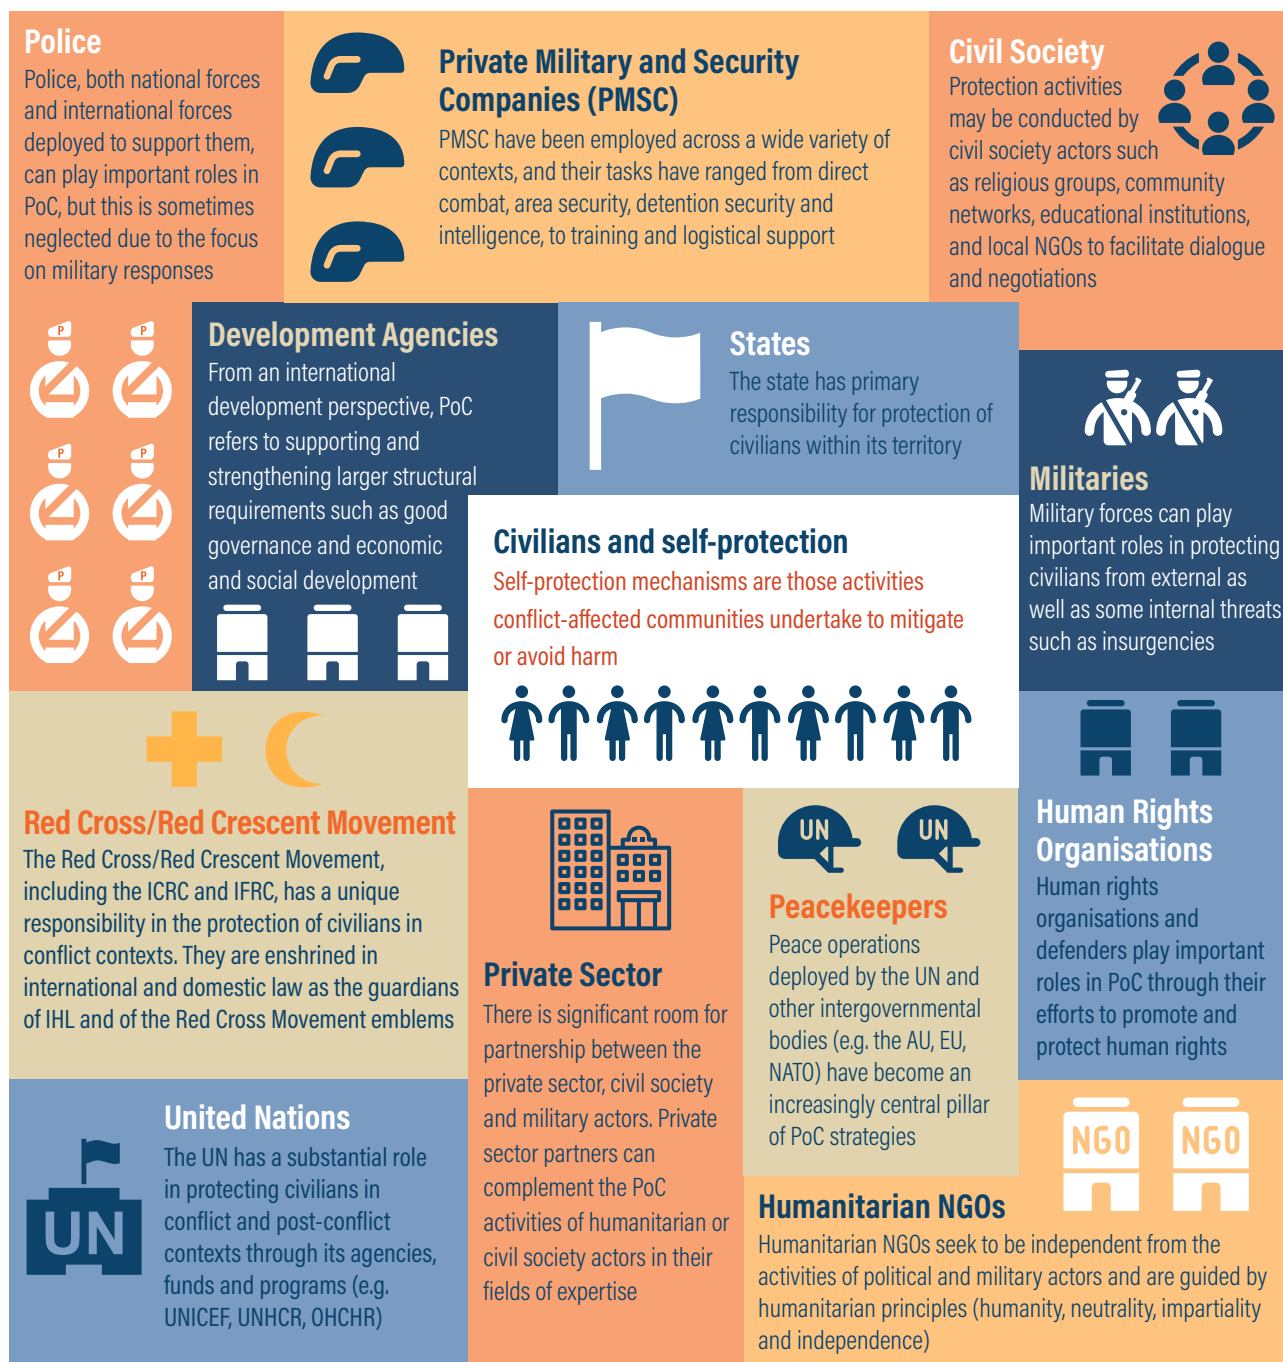 Police
Police, both national forces
and international forces
deployed to support them,
can play important roles in
PoC, but this is sometimes
neglected due to the focus
on military responses
P
P
P
P
P
P
Private Military and Security
Companies (PMSC)
PMSC have been employed across a wide variety of
contexts, and their tasks have ranged from direct
combat, area security, detention security and
intelligence, to training and logistical support
Civil Society
Protection activities
may be conducted by
civil society actors such
as religious groups, community
networks, educational institutions,
and local NGOs to facilitate dialogue
and negotiations
Development Agencies
From an international
development perspective, PoC
refers to supporting and
strengthening larger structural
requirements such as good
governance and economic
and social development
States
The state has primary
responsibility for protection of
civilians within its territory
Militaries
Military forces can play
important roles in protecting
civilians from external as
well as some internal threats
such as insurgencies
Civilians and self-protection
Self-protection mechanisms are those activities
conflict-affected communities undertake to mitigate
or avoid harm
Red Cross/Red Crescent Movement
The Red Cross/Red Crescent Movement,
including the ICRC and IFRC, has a unique
responsibility in the protection of civilians in
conflict contexts. They are enshrined in
international and domestic law as the guardians
of IHL and of the Red Cross Movement emblems
Private Sector
There is significant room for
partnership between the
private sector, civil society
and military actors. Private
sector partners can
complement the PoC
activities of humanitarian or
civil society actors in their
fields of expertise
UN
UN
Peacekeepers
Peace operations
deployed by the UN and
other intergovernmental
bodies (e.g. the AU, EU,
NATO) have become an
increasingly central pillar
of PoC strategies
Human Rights
Organisations
Human rights
organisations and
defenders play important
roles in PoC through their
efforts to promote and
protect human rights
UN
United Nations
The UN has a substantial role
in protecting civilians in
conflict and post-conflict
contexts through its agencies,
funds and programs (e.g.
UNICEF, UNHCR, OHCHR)
NGO
NGO
Humanitarian NGOs
Humanitarian NGOs seek to be independent from the
activities of political and military actors and are guided by
humanitarian principles (humanity, neutrality, impartiality
and independence)